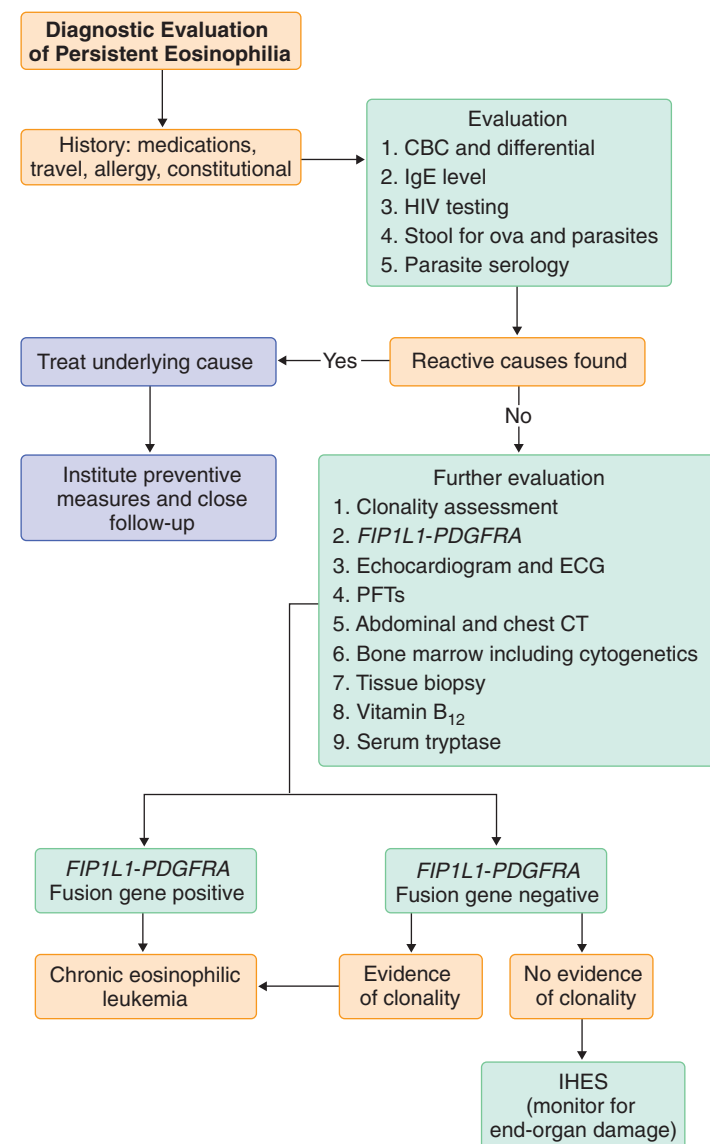 Diagnostic Evaluation
of Persistent Eosinophilia
History: medications,
travel, allergy, constitutional
Evaluation
1. CBC and differential
2. IgE level
3. HIV testing
4. Stool for ova and parasites
5. Parasite serology
Treat underlying cause
Yes
Reactive causes found
No
Institute preventive
measures and close
follow-up
Further evaluation
1. Clonality assessment
2. FIP1L1-PDGFRA
3. Echocardiogram and ECG
4. PFTs
5. Abdominal and chest CT
6. Bone marrow including cytogenetics
7. Tissue biopsy
8. Vitamin B12
9. Serum tryptase
FIP1L1-PDGFRA
Fusion gene positive
FIP1L1-PDGFRA
Fusion gene negative
Chronic eosinophilic
leukemia
Evidence
of clonality
No evidence
of clonality
IHES
(monitor for
end-organ damage)